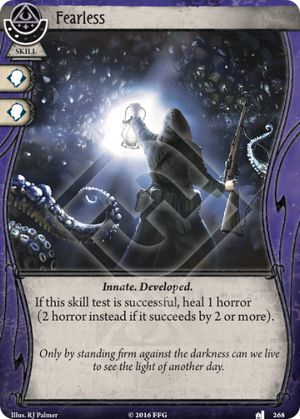 Fearless
SKILL
Innate. Developed.
If this skill test is successful, heal 1 horror
(2 horror instead if it succeeds by 2 or more).
Only by standing firm against the darkness can we live
to see the light of another day.
Illus. RJ Palmer
© 2016 FFG
268